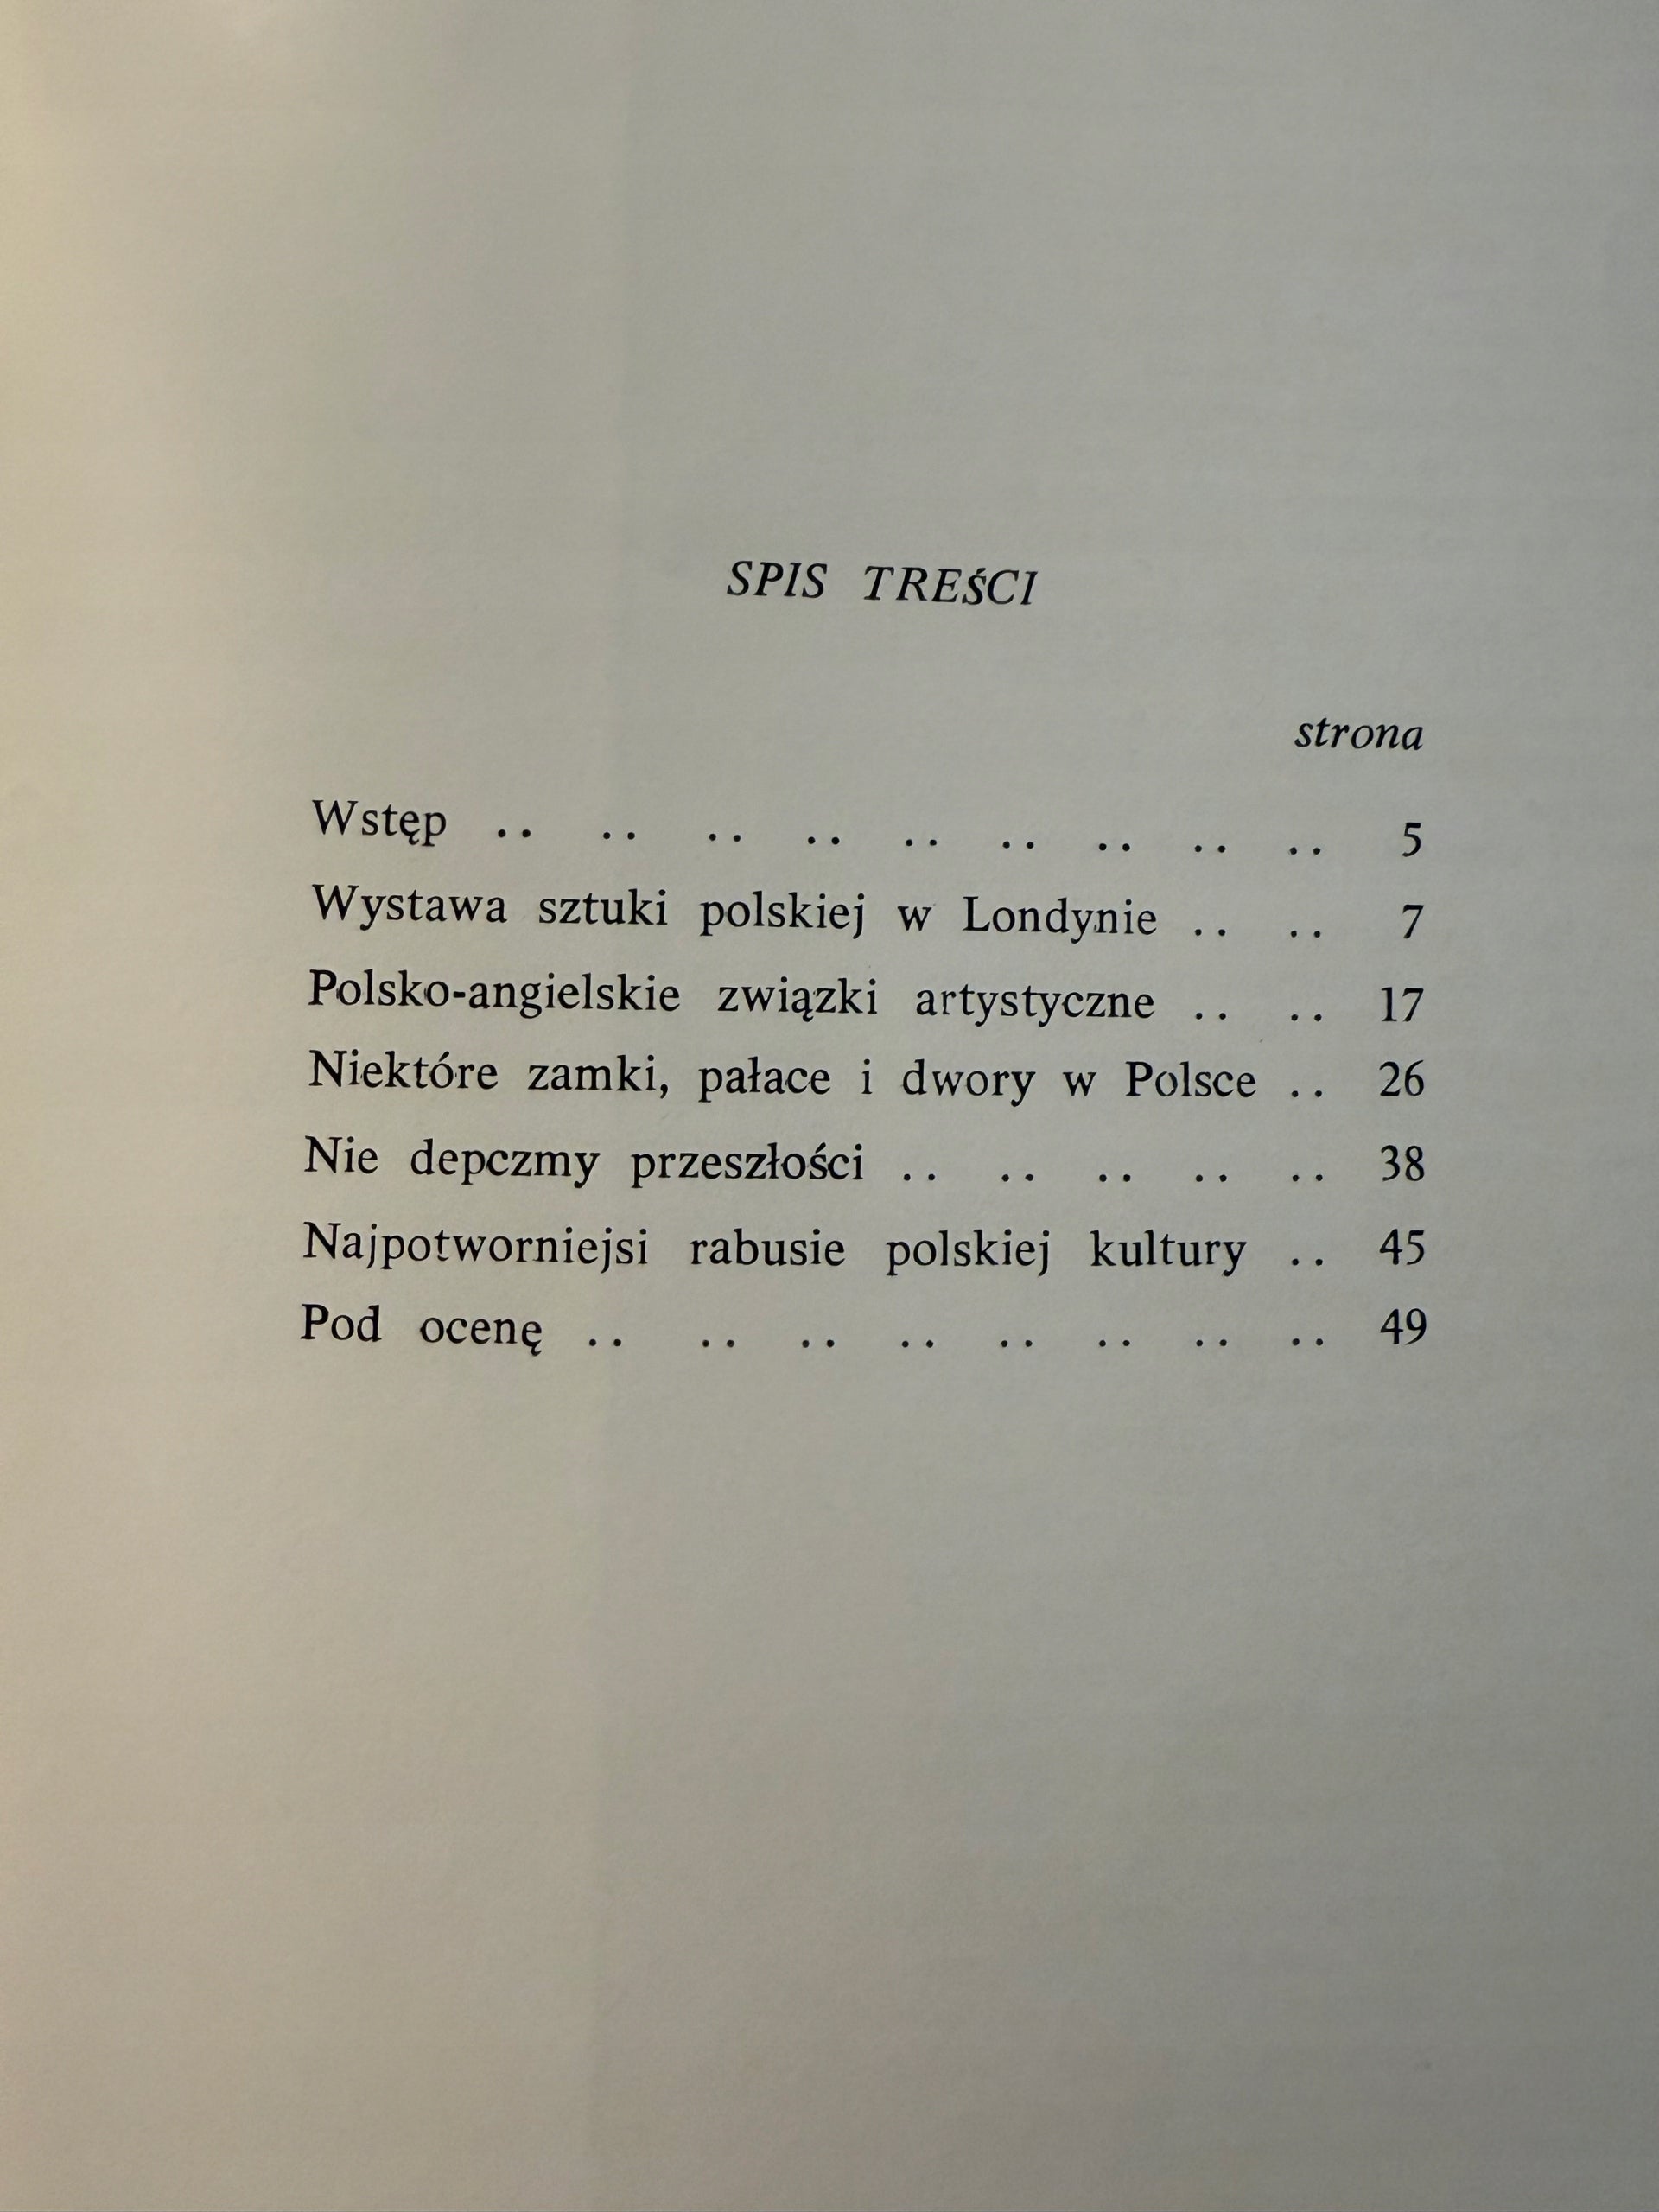 SPIS TREŚCI
strona
Wstęp .. .. .. .. .. .. .. .. .. 5
Wystawa sztuki polskiej w Londynie .. .. 7
Polsko-angielskie związki artystyczne .. .. 17
Niektóre zamki, pałace i dwory w Polsce .. 26
Nie depczmy przeszłości .. .. .. .. .. 38
Najpotworniejsi rabusie polskiej kultury .. 45
Pod ocenę .. .. .. .. .. .. .. .. 49